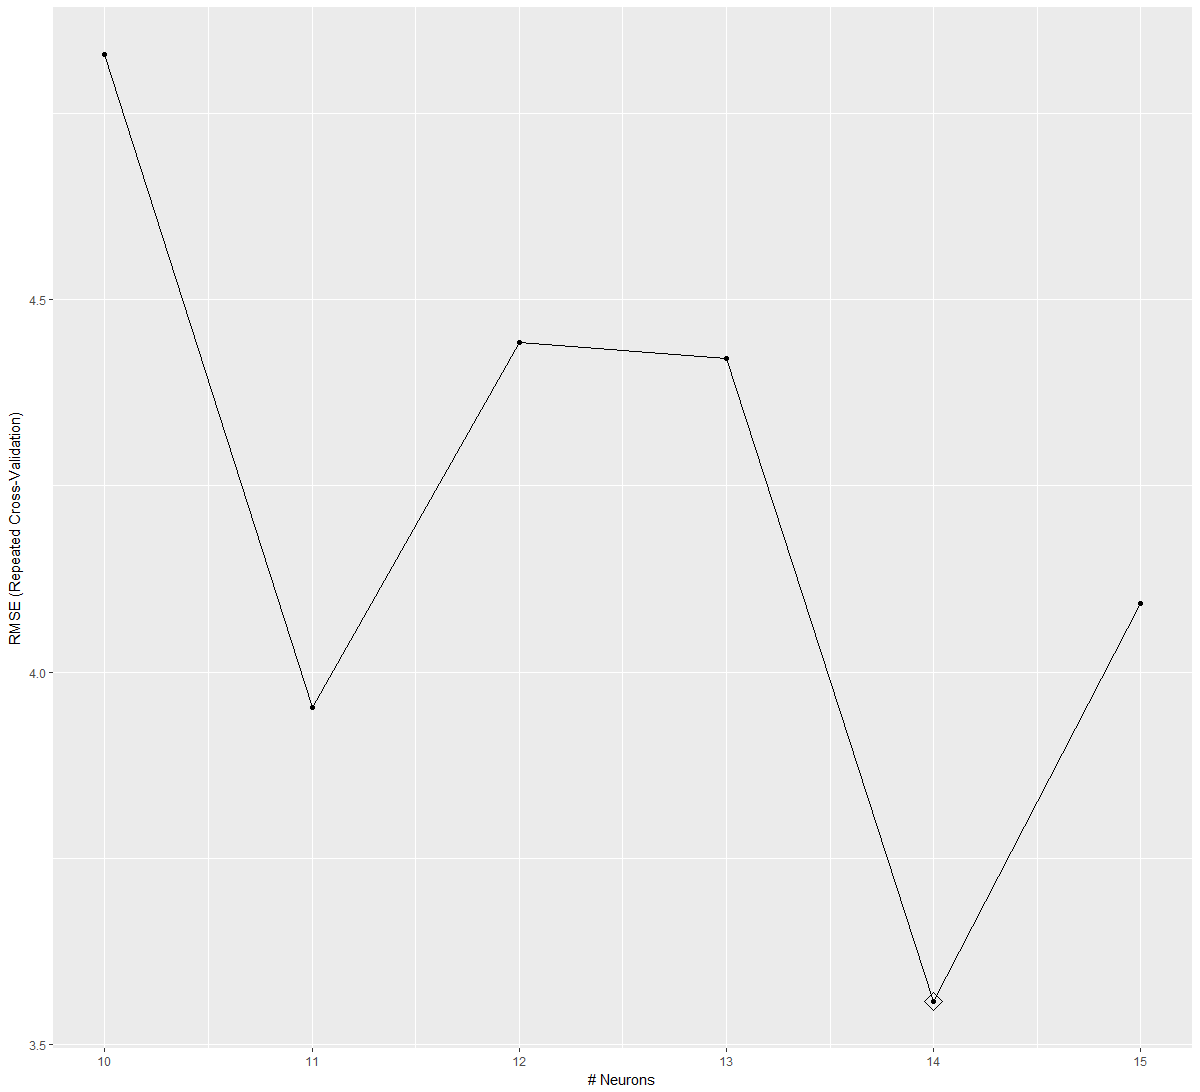 RMSE (Repeated Cross-Validation)
4.5
4.0
3.5
10 11 12 13 14 15
# Neurons